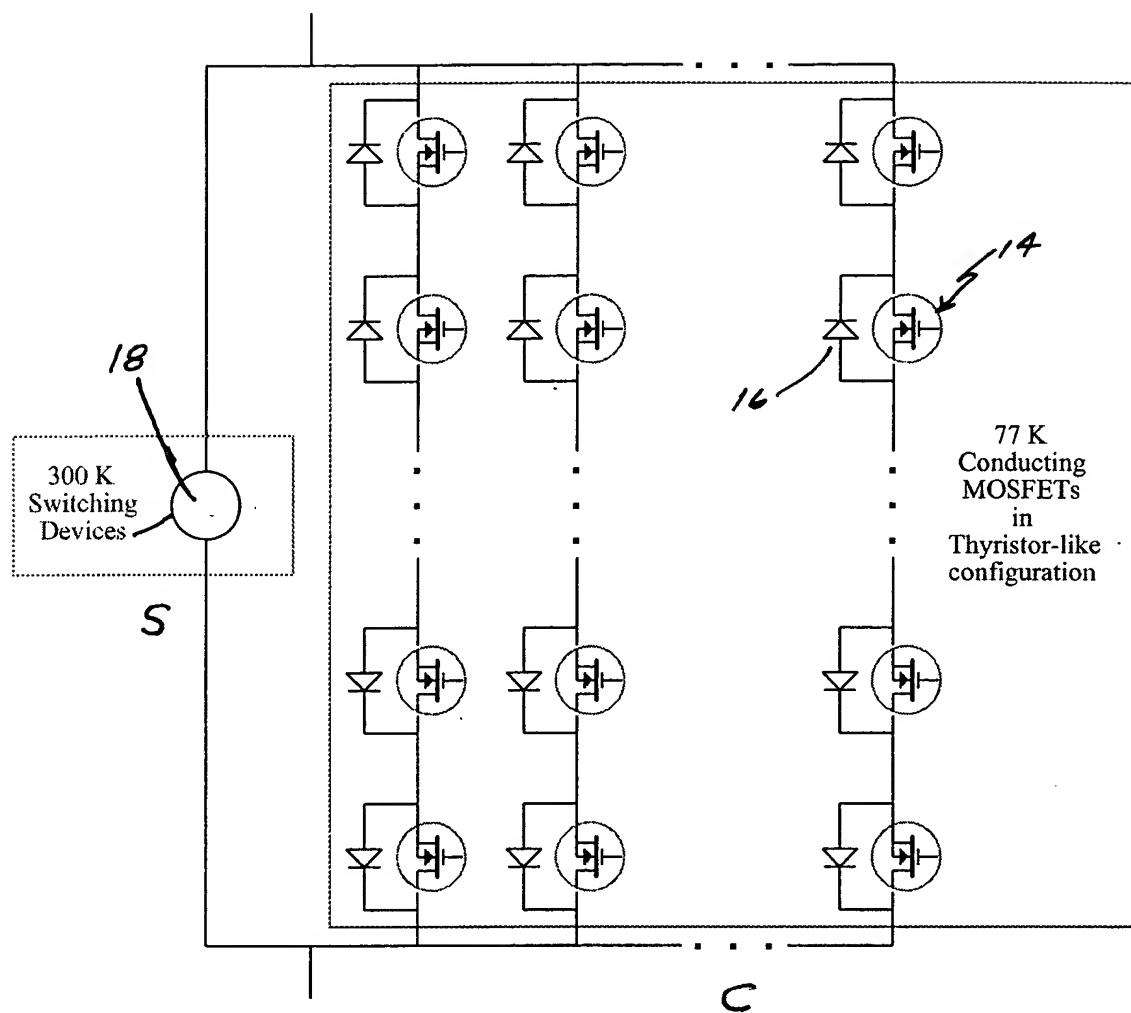 14
18
16
300 K
Switching
Devices
77 K
Conducting
MOSFETs
in
Thyristor-like
configuration
S
C